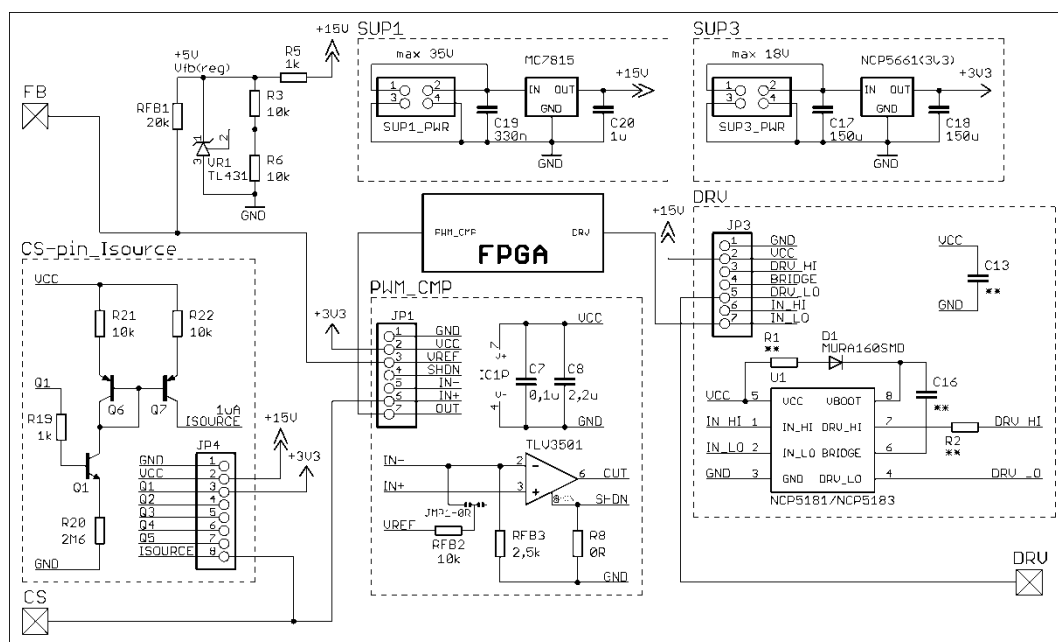 +5V
Vfb(reg)
R5
1k
+15V
FB
RFB1
20k
R3
10k
1
2
3
VR1
TL431
R6
10k
GND
SUP1
max 35V
1
2
3
4
SUP1_PWR
MC7815
IN OUT
GND
+15V
C19
330n
C20
1u
GND
SUP3
max 18V
1
2
3
4
SUP3_PWR
NCP5661(3V3)
IN OUT
GND
+3V3
C17
150u
C18
150u
GND
PWM_CMP DRV
FPGA
CS-pin_Isource
VCC
R21
10k
R22
10k
Q1
Q6
Q7
R19
1k
1uA
ISOURCE
Q1
R20
2M6
GND
JP4
+15V
+3V3
GND 1
VCC 2
Q1 3
Q2 4
Q3 5
Q4 6
Q5 7
ISOURCE 8
CS
PWM_CMP
+3V3
JP1
1 GND
2 VCC
3 VREF
4 SHDN
5 IN-
6 IN+
7 OUT
VCC
7
V+
IC1P
V-
C7
0,1u
C8
2,2u
GND
TLV3501
IN- 2
IN+ 3
6
SHDN
VREF
RFB2
10k
RFB3
2,5k
R8
0R
GND
DRV
+15V
JP3
1 GND
2 VCC
3 DRV_HI
4 BRIDGE
5 DRV_LO
6 IN_HI
7 IN_LO
VCC
C13
**
GND
R1
**
D1
MURA160SMD
U1
C16
**
VCC 5 VCC VBOOT 8
IN_HI 1 IN_HI DRV_HI 7
R2
**
DRV_HI
IN_LO 2 IN_LO BRIDGE 6
GND 3 GND DRV_LO 4
NCP5181/NCP5183
DRV